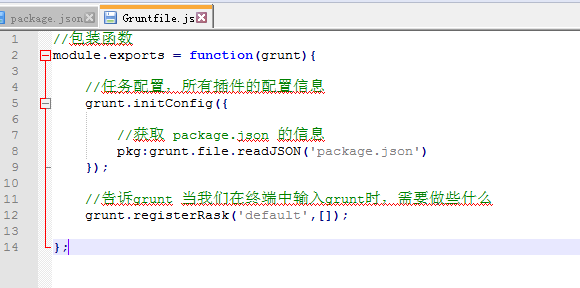 package.json Gruntfile.js
1 //包装函数
2 module.exports = function(grunt){
3
4 //任务配置，所有插件的配置信息
5 grunt.initConfig({
6
7 //获取 package.json 的信息
8 pkg:grunt.file.readJSON('package.json')
9 });
10
11 //告诉grunt 当我们在终端中输入grunt时，需要做些什么
12 grunt.registerRask('default',[]);
13
14 };